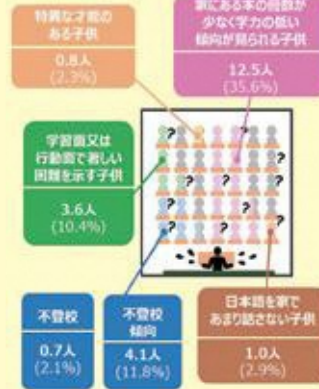 特異な才能の
ある子供
0.8人
(2.3%)
家にある本の冊数が
少なく学力の低い
傾向が見られる子供
12.5人
(35.6%)
学習面又は
行動面で著しい
困難を示す子供
3.6人
(10.4%)
?
?
?
?
?
?
?
?
?
?
不登校
0.7人
(2.1%)
不登校
傾向
4.1人
(11.8%)
日本語を家で
あまり話さない子供
1.0人
(2.9%)